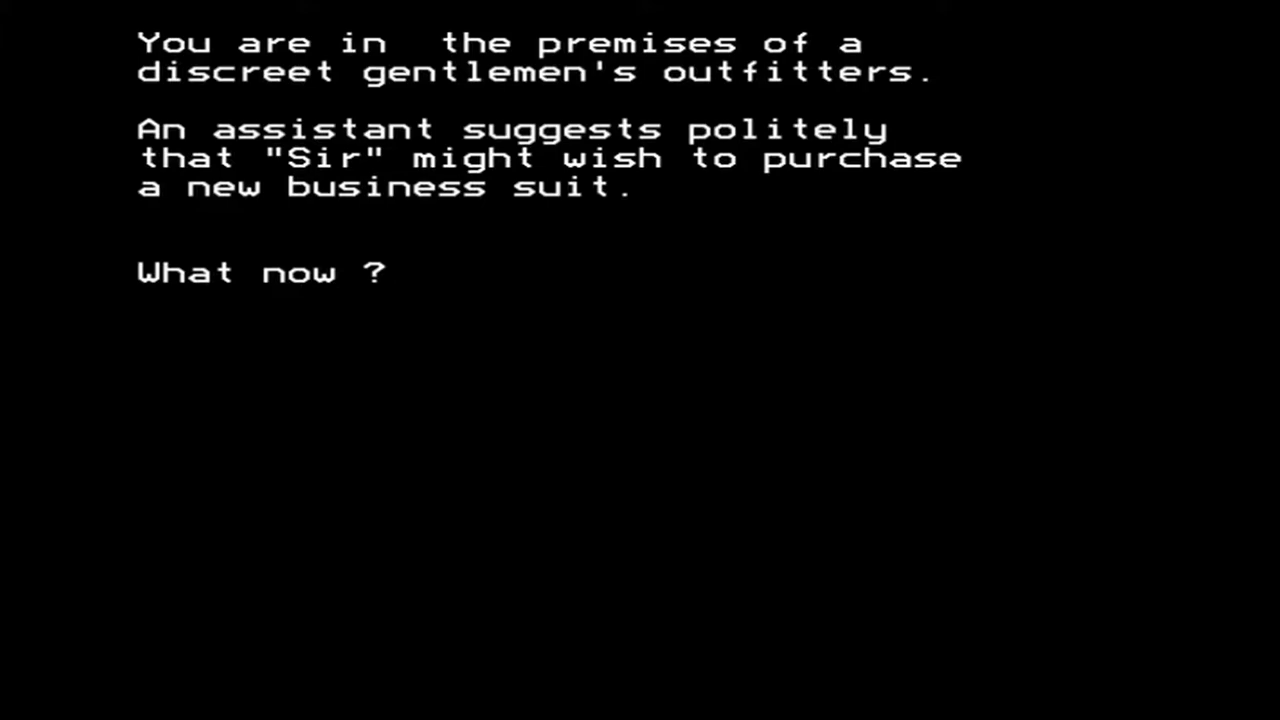 You are in  the premises of a
discreet gentlemen's outfitters.
An assistant suggests politely
that "Sir" might wish to purchase
a new business suit.
What now ?